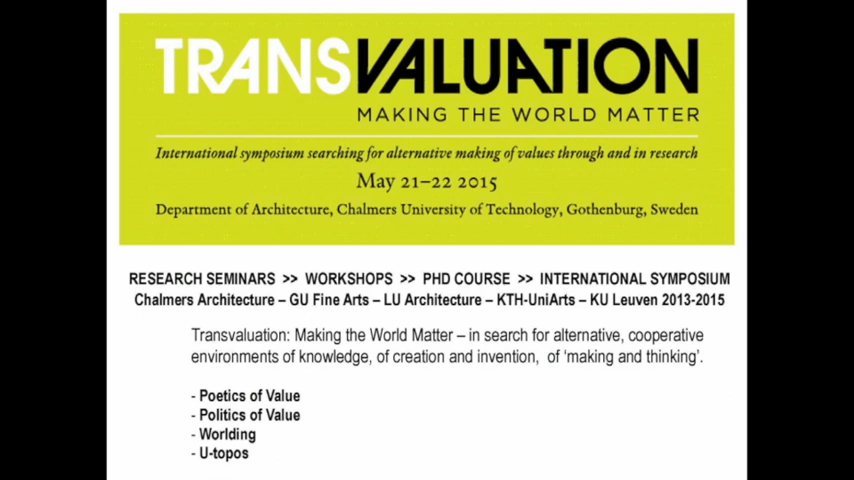 TRANSVALUATION
MAKING THE WORLD MATTER
International symposium searching for alternative making of values through and in research
May 21–22 2015
Department of Architecture, Chalmers University of Technology, Gothenburg, Sweden
RESEARCH SEMINARS >> WORKSHOPS >> PHD COURSE >> INTERNATIONAL SYMPOSIUM
Chalmers Architecture – GU Fine Arts – LU Architecture – KTH-UniArts – KU Leuven 2013-2015
Transvaluation: Making the World Matter – in search for alternative, cooperative
environments of knowledge, of creation and invention, of ‘making and thinking’.
- Poetics of Value
- Politics of Value
- Worlding
- U-topos